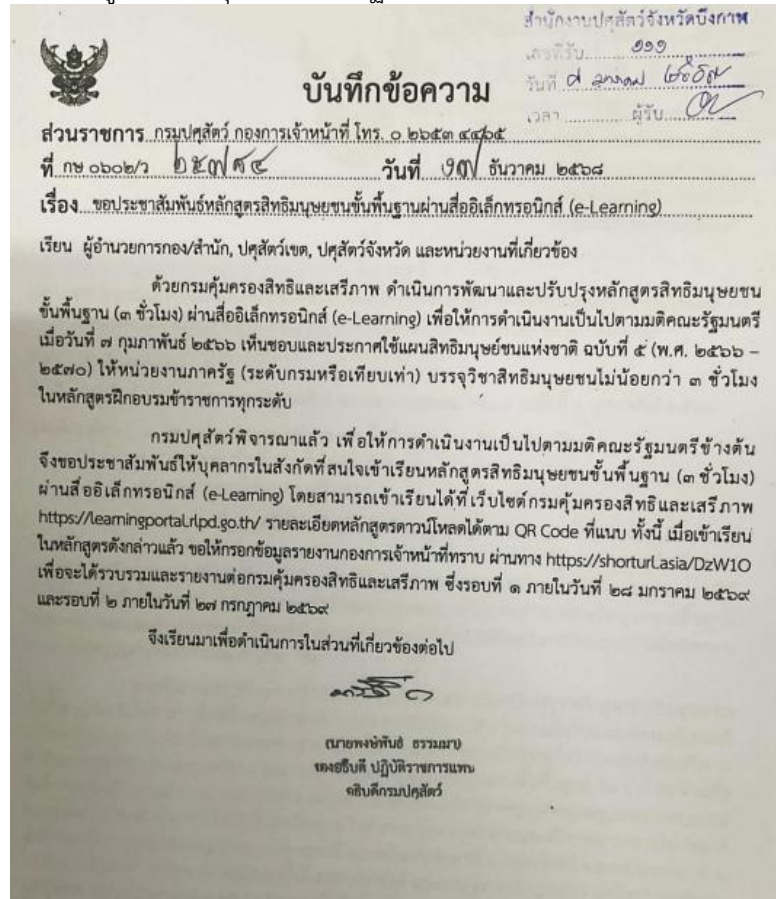 สำนักงานปศุสัตว์จังหวัดบึงกาฬ
เลขที่รับ ๑๑๑
วันที่ มกราคม ๒๕๖๙
เวลา ผู้รับ
บันทึกข้อความ
ส่วนราชการ กรมปศุสัตว์ กองการเจ้าหน้าที่ โทร. ๐ ๒๖๕๓ ๔๔๖๕
ที่ กษ ๐๖๐๒/ว วันที่ ๑๗ ธันวาคม ๒๕๖๘
เรื่อง ขอประชาสัมพันธ์หลักสูตรสิทธิมนุษยชนขั้นพื้นฐานผ่านสื่ออิเล็กทรอนิกส์ (e-Learning)
เรียน ผู้อำนวยการกอง/สำนัก, ปศุสัตว์เขต, ปศุสัตว์จังหวัด และหน่วยงานที่เกี่ยวข้อง
ด้วยกรมคุ้มครองสิทธิและเสรีภาพ ดำเนินการพัฒนาและปรับปรุงหลักสูตรสิทธิมนุษยชน
ขั้นพื้นฐาน (๓ ชั่วโมง) ผ่านสื่ออิเล็กทรอนิกส์ (e-Learning) เพื่อให้การดำเนินงานเป็นไปตามมติคณะรัฐมนตรี
เมื่อวันที่ ๗ กุมภาพันธ์ ๒๕๖๖ เห็นชอบและประกาศใช้แผนสิทธิมนุษย์ชนแห่งชาติ ฉบับที่ ๕ (พ.ศ. ๒๕๖๖ –
๒๕๗๐) ให้หน่วยงานภาครัฐ (ระดับกรมหรือเทียบเท่า) บรรจุวิชาสิทธิมนุษยชนไม่น้อยกว่า ๓ ชั่วโมง
ในหลักสูตรฝึกอบรมข้าราชการทุกระดับ
กรมปศุสัตว์พิจารณาแล้ว เพื่อให้การดำเนินงานเป็นไปตามมติคณะรัฐมนตรีข้างต้น
จึงขอประชาสัมพันธ์ให้บุคลากรในสังกัดที่สนใจเข้าเรียนหลักสูตรสิทธิมนุษยชนขั้นพื้นฐาน (๓ ชั่วโมง)
ผ่านสื่ออิเล็กทรอนิกส์ (e-Learning) โดยสามารถเข้าเรียนได้ที่เว็บไซต์กรมคุ้มครองสิทธิและเสรีภาพ
https://learningportal.rlpd.go.th/ รายละเอียดหลักสูตรดาวน์โหลดได้ตาม QR Code ที่แนบ ทั้งนี้ เมื่อเข้าเรียน
ในหลักสูตรดังกล่าวแล้ว ขอให้กรอกข้อมูลรายงานกองการเจ้าหน้าที่ทราบ ผ่านทาง https://shorturl.asia/DzW1O
เพื่อจะได้รวบรวมและรายงานต่อกรมคุ้มครองสิทธิและเสรีภาพ ซึ่งรอบที่ ๑ ภายในวันที่ ๒๘ มกราคม ๒๕๖๙
และรอบที่ ๒ ภายในวันที่ ๒๗ กรกฎาคม ๒๕๖๙
จึงเรียนมาเพื่อดำเนินการในส่วนที่เกี่ยวข้องต่อไป
(นายพงษ์พันธ์ ธรรมมา)
รองอธิบดี ปฏิบัติราชการแทน
อธิบดีกรมปศุสัตว์